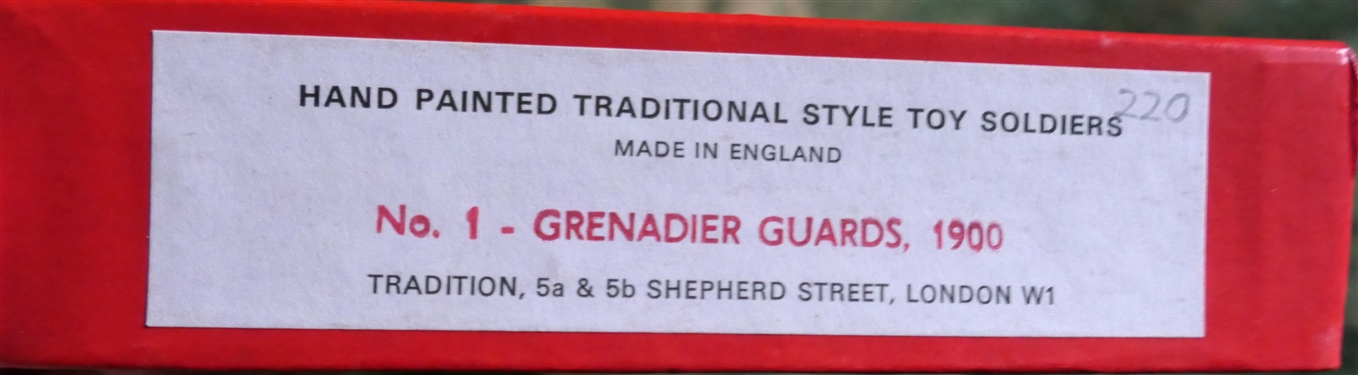 HAND PAINTED TRADITIONAL STYLE TOY SOLDIERS
220
MADE IN ENGLAND
No. 1 - GRENADIER GUARDS, 1900
TRADITION, 5a & 5b SHEPHERD STREET, LONDON W1